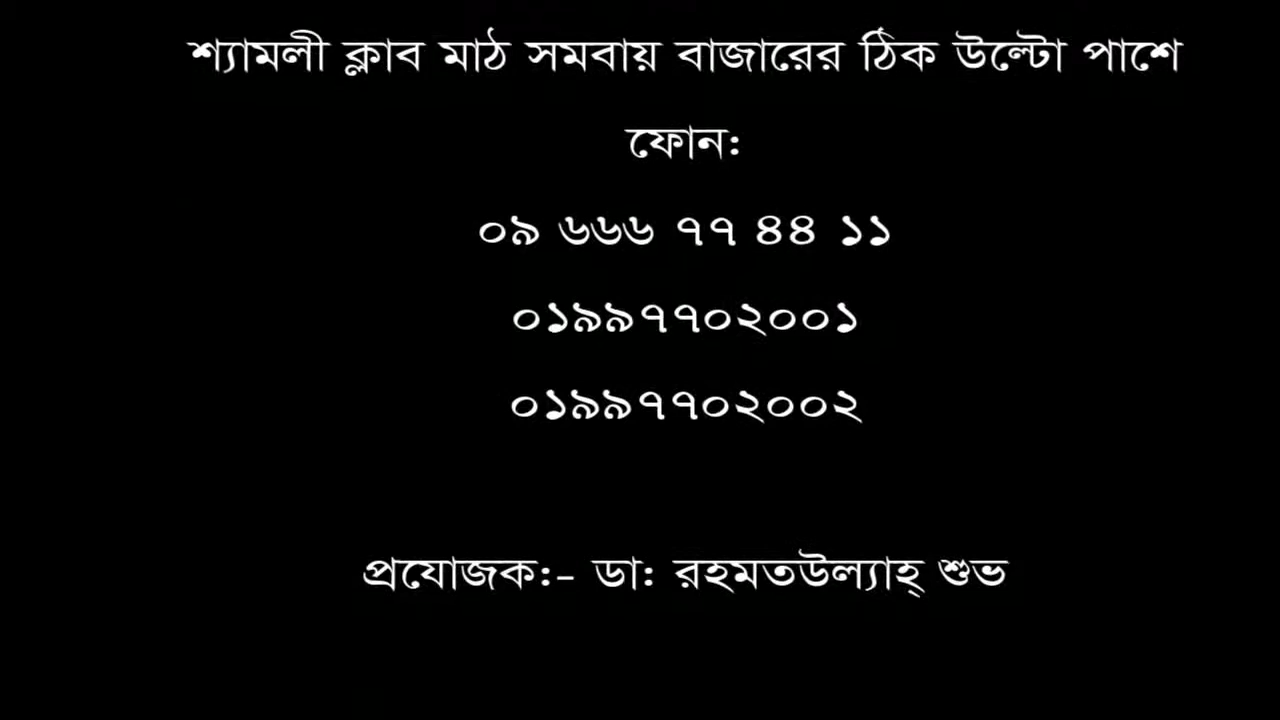 শ্যামলী ক্লাব মাঠ সমবায় বাজারের ঠিক উল্টো পাশে
ফোন:
০৯ ৬৬৬ ৭৭ ৪৪ ১১
০১৯৯৭৭০২০০১
০১৯৯৭৭০২০০২
প্রযোজক:- ডা: রহমতউল্যাহ্ শুভ